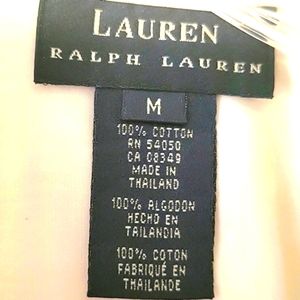 LAUREN
RALPH LAUREN
M
100% COTTON
RN 54050
CA 08349
MADE IN
THAILAND
100% ALGODON
HECHO EN
TAILANDIA
100% COTON
FABRIQUÉ EN
THAILANDE